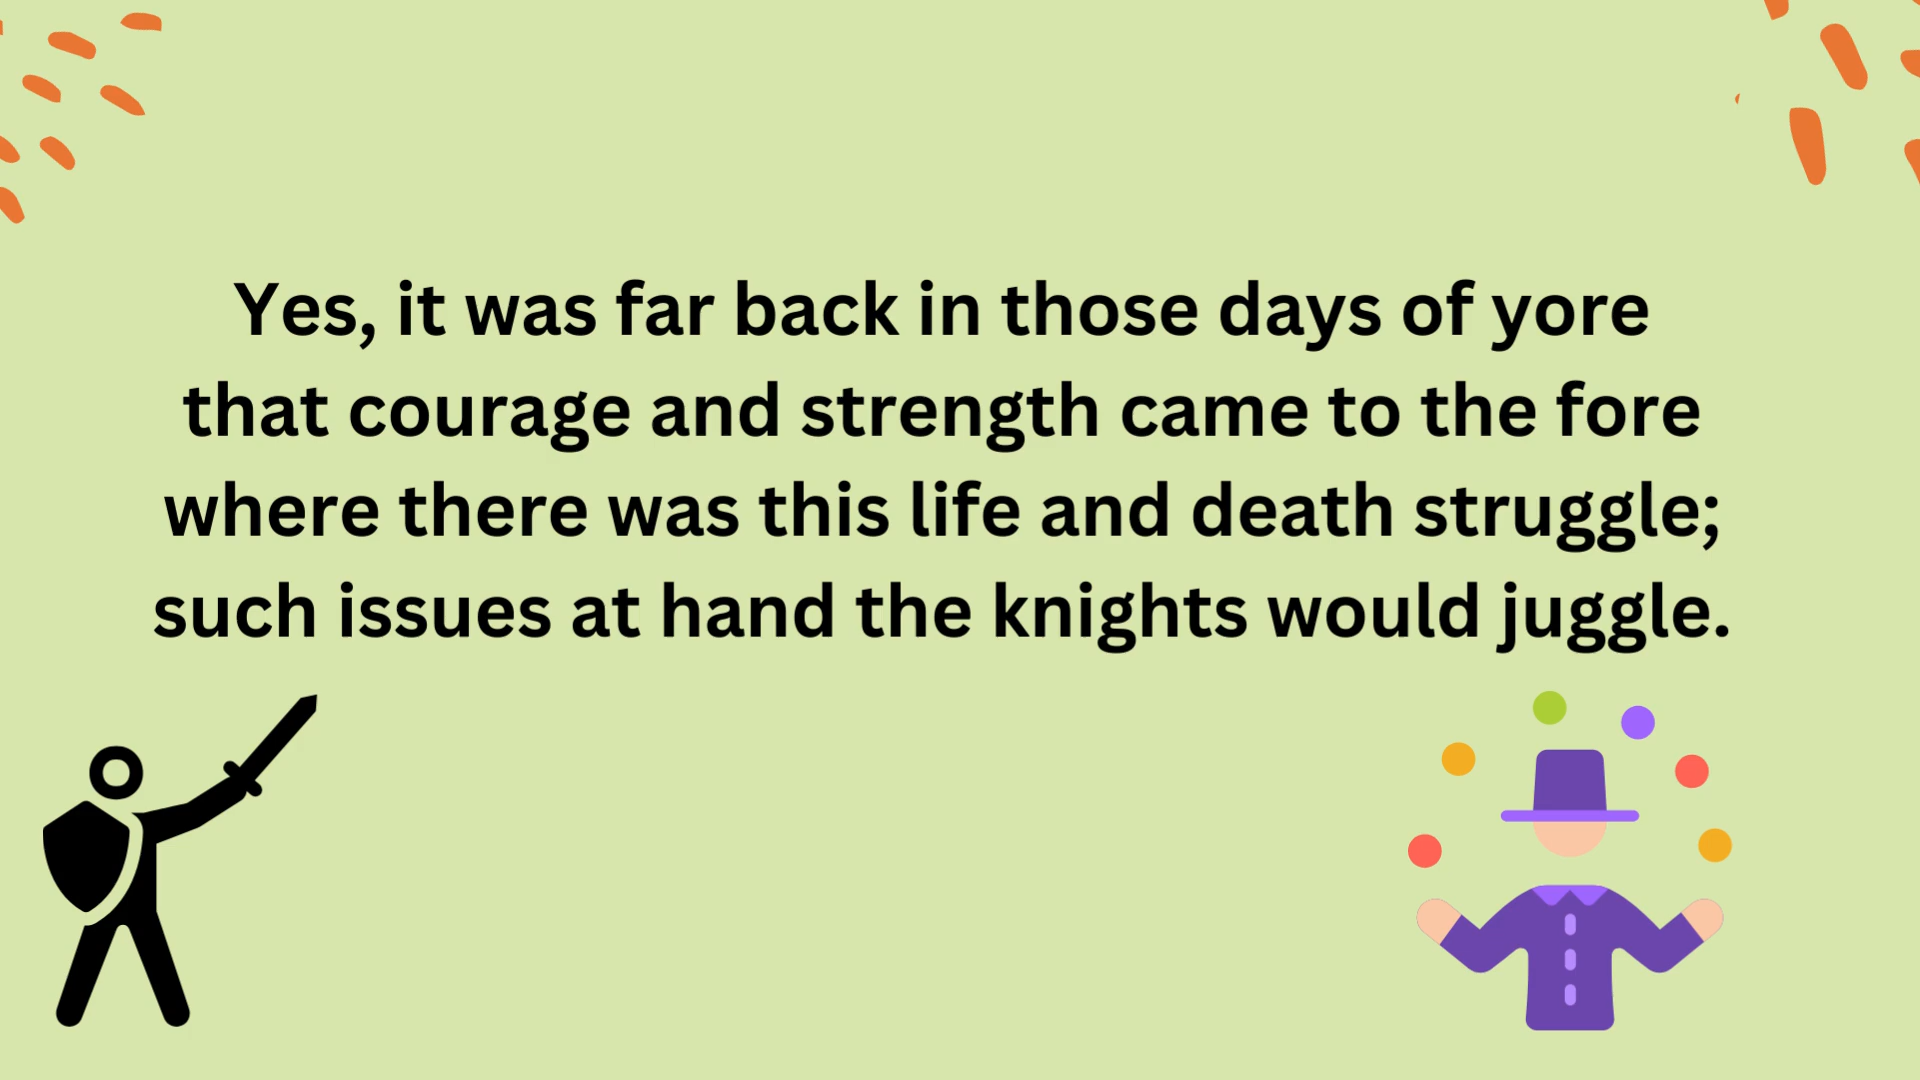 Yes, it was far back in those days of yore
that courage and strength came to the fore
where there was this life and death struggle;
such issues at hand the knights would juggle.